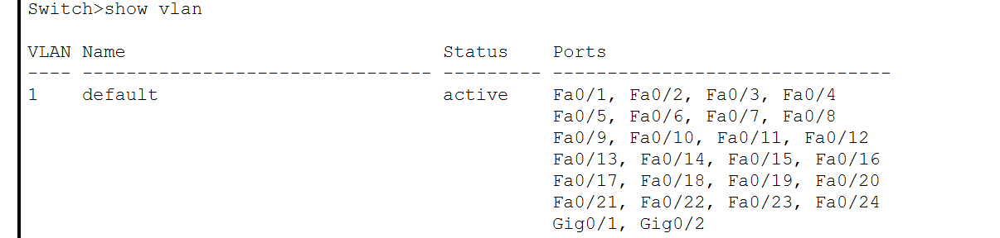 Switch>show vlan
VLAN Name Status Ports
---- -------------------------------- --------- -------------------------------
1 default active Fa0/1, Fa0/2, Fa0/3, Fa0/4
Fa0/5, Fa0/6, Fa0/7, Fa0/8
Fa0/9, Fa0/10, Fa0/11, Fa0/12
Fa0/13, Fa0/14, Fa0/15, Fa0/16
Fa0/17, Fa0/18, Fa0/19, Fa0/20
Fa0/21, Fa0/22, Fa0/23, Fa0/24
Gig0/1, Gig0/2